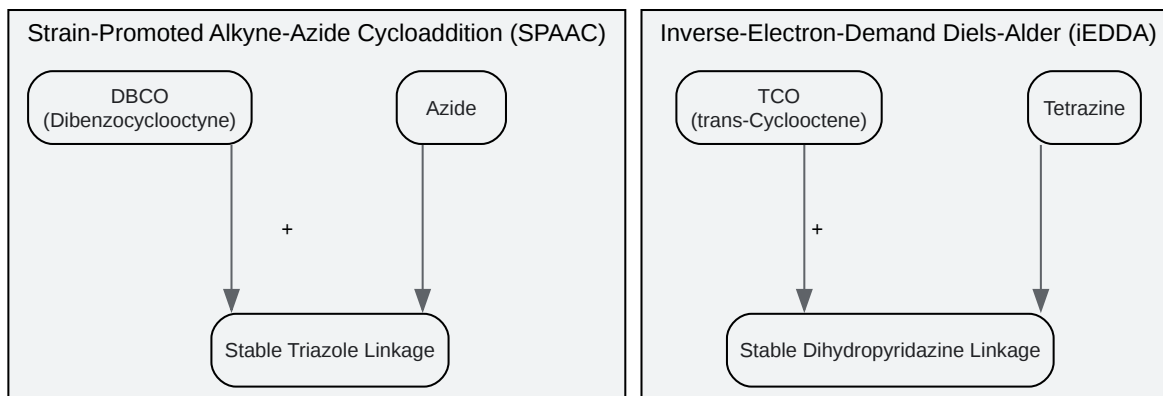 Strain-Promoted Alkyne-Azide Cycloaddition (SPAAC)
DBCO
(Dibenzocyclooctyne)
Azide
+
Stable Triazole Linkage
Inverse-Electron-Demand Diels-Alder (iEDDA)
TCO
(trans-Cyclooctene)
Tetrazine
+
Stable Dihydropyridazine Linkage